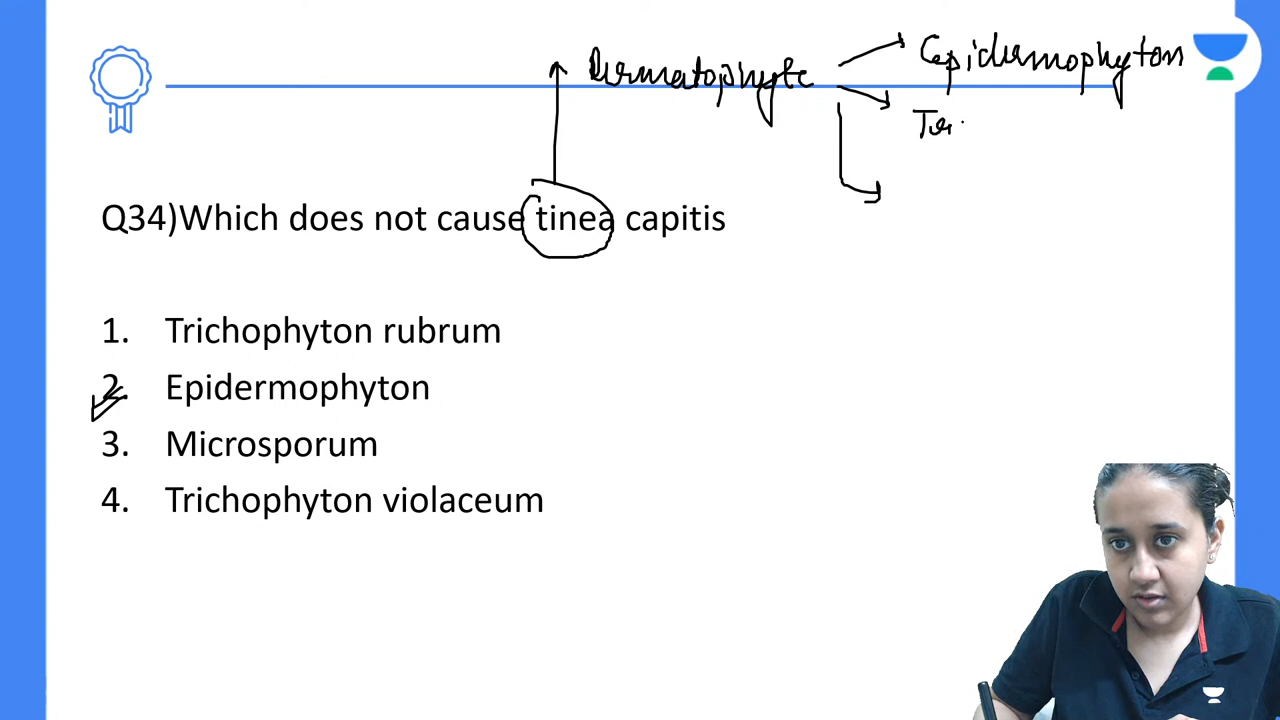 Dermatophyte
Epidermophyton
Tri
Q34)Which does not cause tinea capitis
1. Trichophyton rubrum
2. Epidermophyton
3. Microsporum
4. Trichophyton violaceum